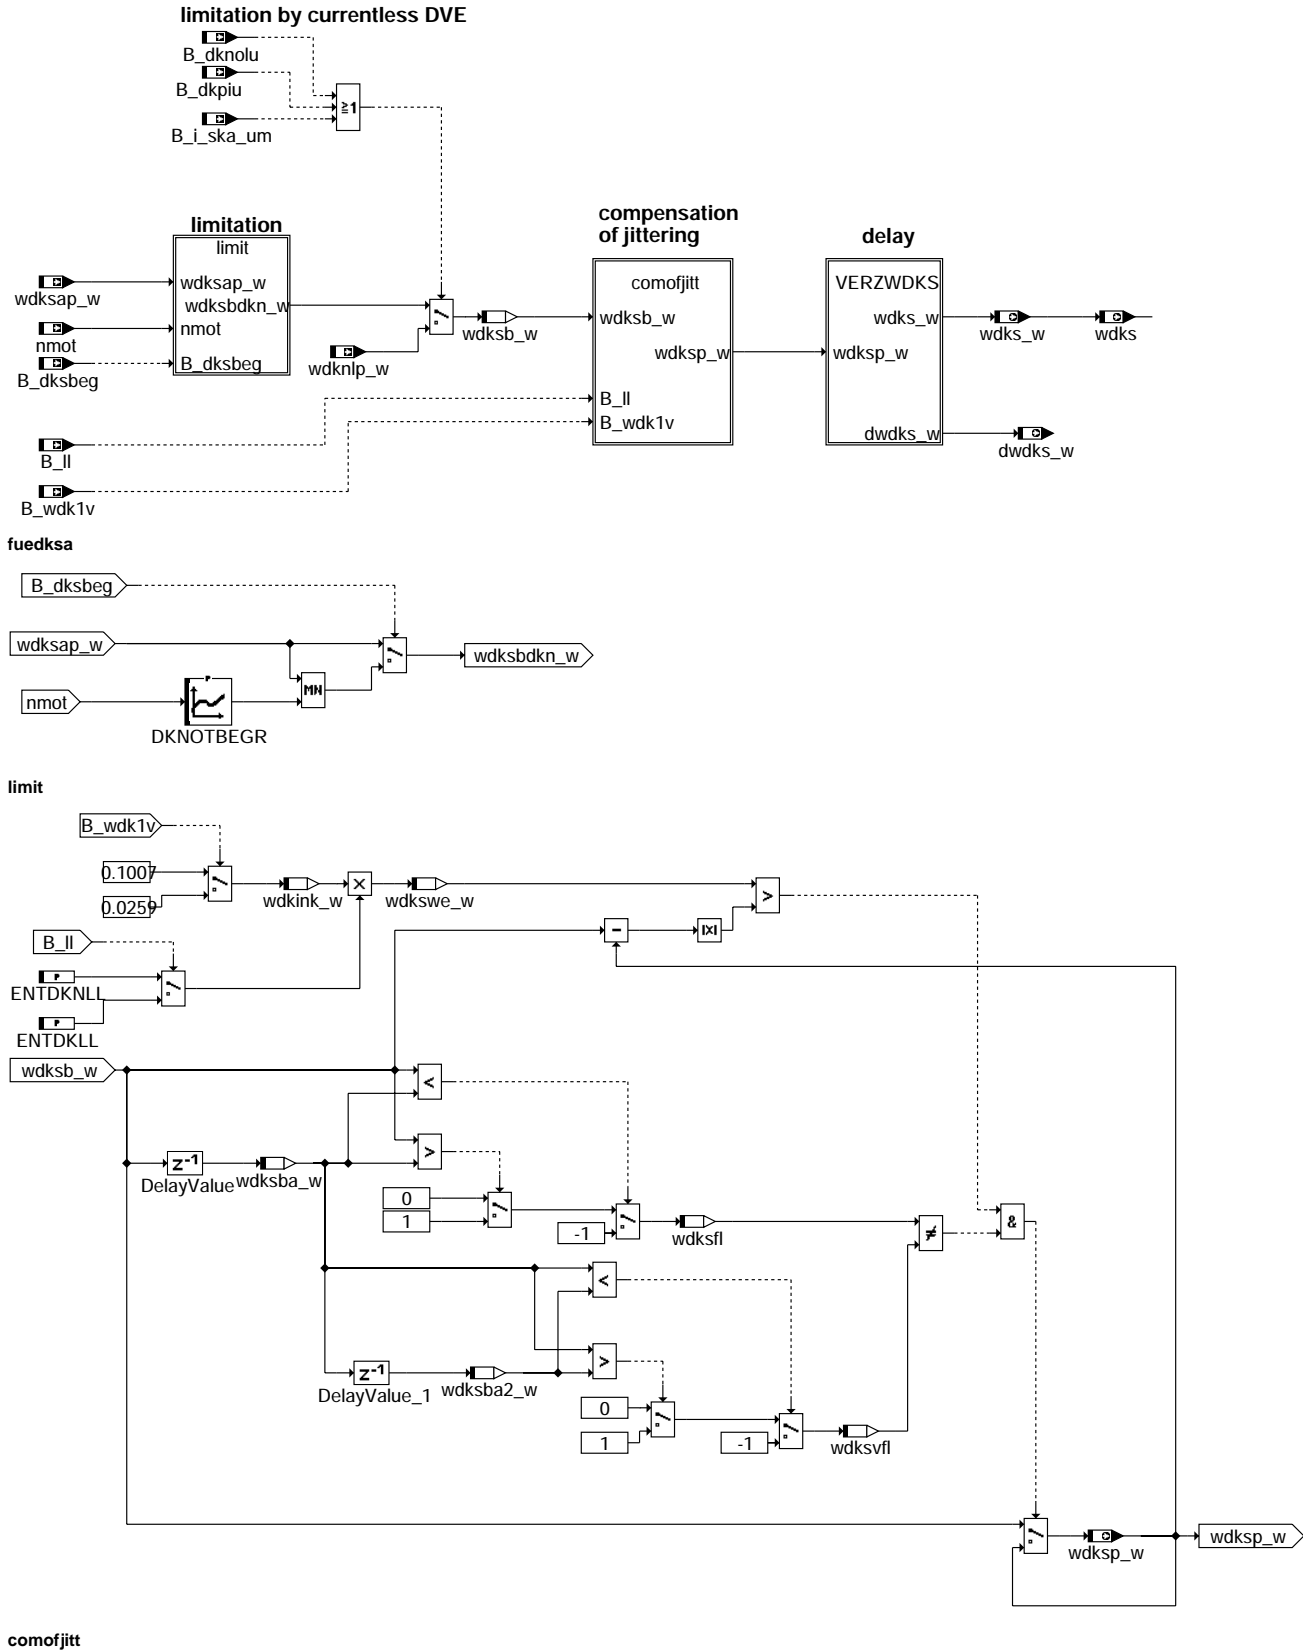 limitation by currentless DVE
B_dknolu
B_dkpiu
≧1
B_i_ska_um
limitation
limit
wdksap_w
wdksap_w
wdksbdkn_w
nmot
nmot
B_dksbeg
B_dksbeg
wdknlp_w
wdksb_w
compensation
of jittering
comofjitt
wdksb_w
wdksp_w
B_ll
B_wdk1v
delay
VERZWDKS
wdks_w
wdksp_w
dwdks_w
wdks_w
wdks
dwdks_w
B_ll
B_wdk1v
fuedksa
B_dksbeg
wdksap_w
wdksbdkn_w
MN
nmot
P
DKNOTBEGR
limit
B_wdk1v
0.1007
0.0259
wdkink_w
X
wdkswe_w
>
B_ll
-
|X|
P
ENTDKNLL
P
ENTDKLL
wdksb_w
<
>
z-1
DelayValue
wdksba_w
0
1
-1
wdksfl
≠
&
<
>
z-1
DelayValue_1
wdksba2_w
0
1
-1
wdksvfl
wdksp_w
wdksp_w
comofjitt